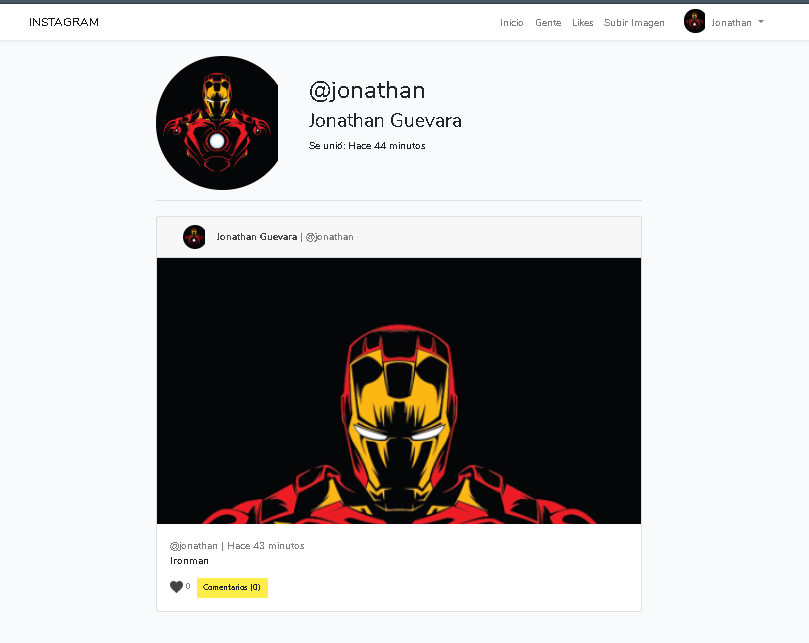 INSTAGRAM
Inicio Gente Likes Subir Imagen Jonathan
@jonathan
Jonathan Guevara
Se unió: Hace 44 minutos
Jonathan Guevara | @jonathan
@jonathan | Hace 43 minutos
Ironman
0 Comentarios (0)